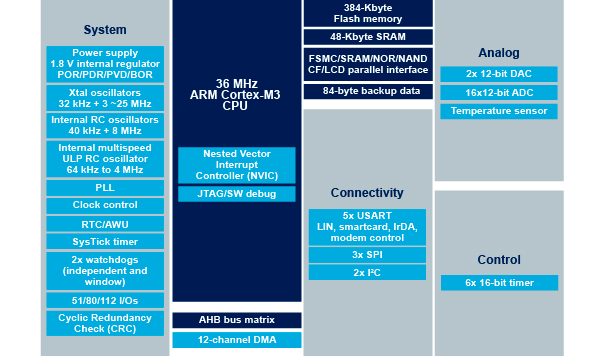 System
Power supply
1.8 V internal regulator
POR/PDR/PVD/BOR
Xtal oscillators
32 kHz + 3 ~25 MHz
Internal RC oscillators
40 kHz + 8 MHz
Internal multispeed
ULP RC oscillator
64 kHz to 4 MHz
PLL
Clock control
RTC/AWU
SysTick timer
2x watchdogs
(independent and
window)
51/80/112 I/Os
Cyclic Redundancy
Check (CRC)
36 MHz
ARM Cortex-M3
CPU
Nested Vector
Interrupt
Controller (NVIC)
JTAG/SW debug
AHB bus matrix
12-channel DMA
384-Kbyte
Flash memory
48-Kbyte SRAM
FSMC/SRAM/NOR/NAND
CF/LCD parallel interface
84-byte backup data
Connectivity
5x USART
LIN, smartcard, IrDA,
modem control
3x SPI
2x I²C
Analog
2x 12-bit DAC
16x12-bit ADC
Temperature sensor
Control
6x 16-bit timer